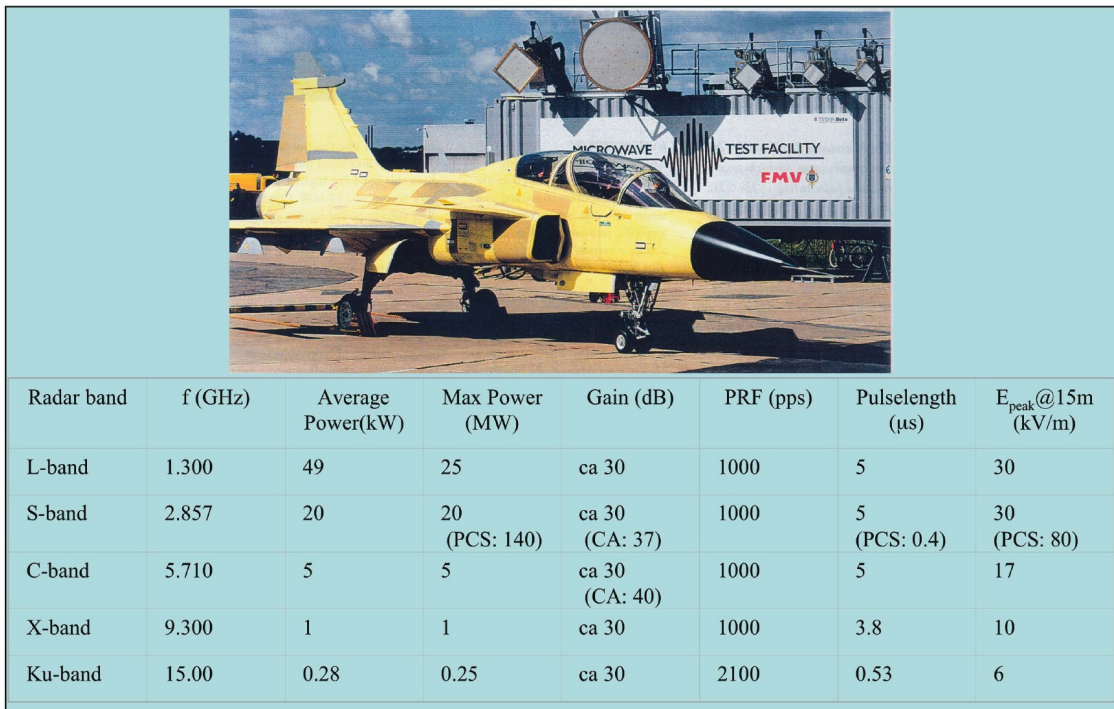 TITAN Beta
MICROWAVE TEST FACILITY
FMV
Radar band f (GHz) Average Power(kW) Max Power (MW) Gain (dB) PRF (pps) Pulselength (μs) E_peak@15m (kV/m)
L-band 1.300 49 25 ca 30 1000 5 30
S-band 2.857 20 20 ca 30 1000 5 30
(PCS: 140) (CA: 37) (PCS: 0.4) (PCS: 80)
C-band 5.710 5 5 ca 30 1000 5 17
(CA: 40)
X-band 9.300 1 1 ca 30 1000 3.8 10
Ku-band 15.00 0.28 0.25 ca 30 2100 0.53 6